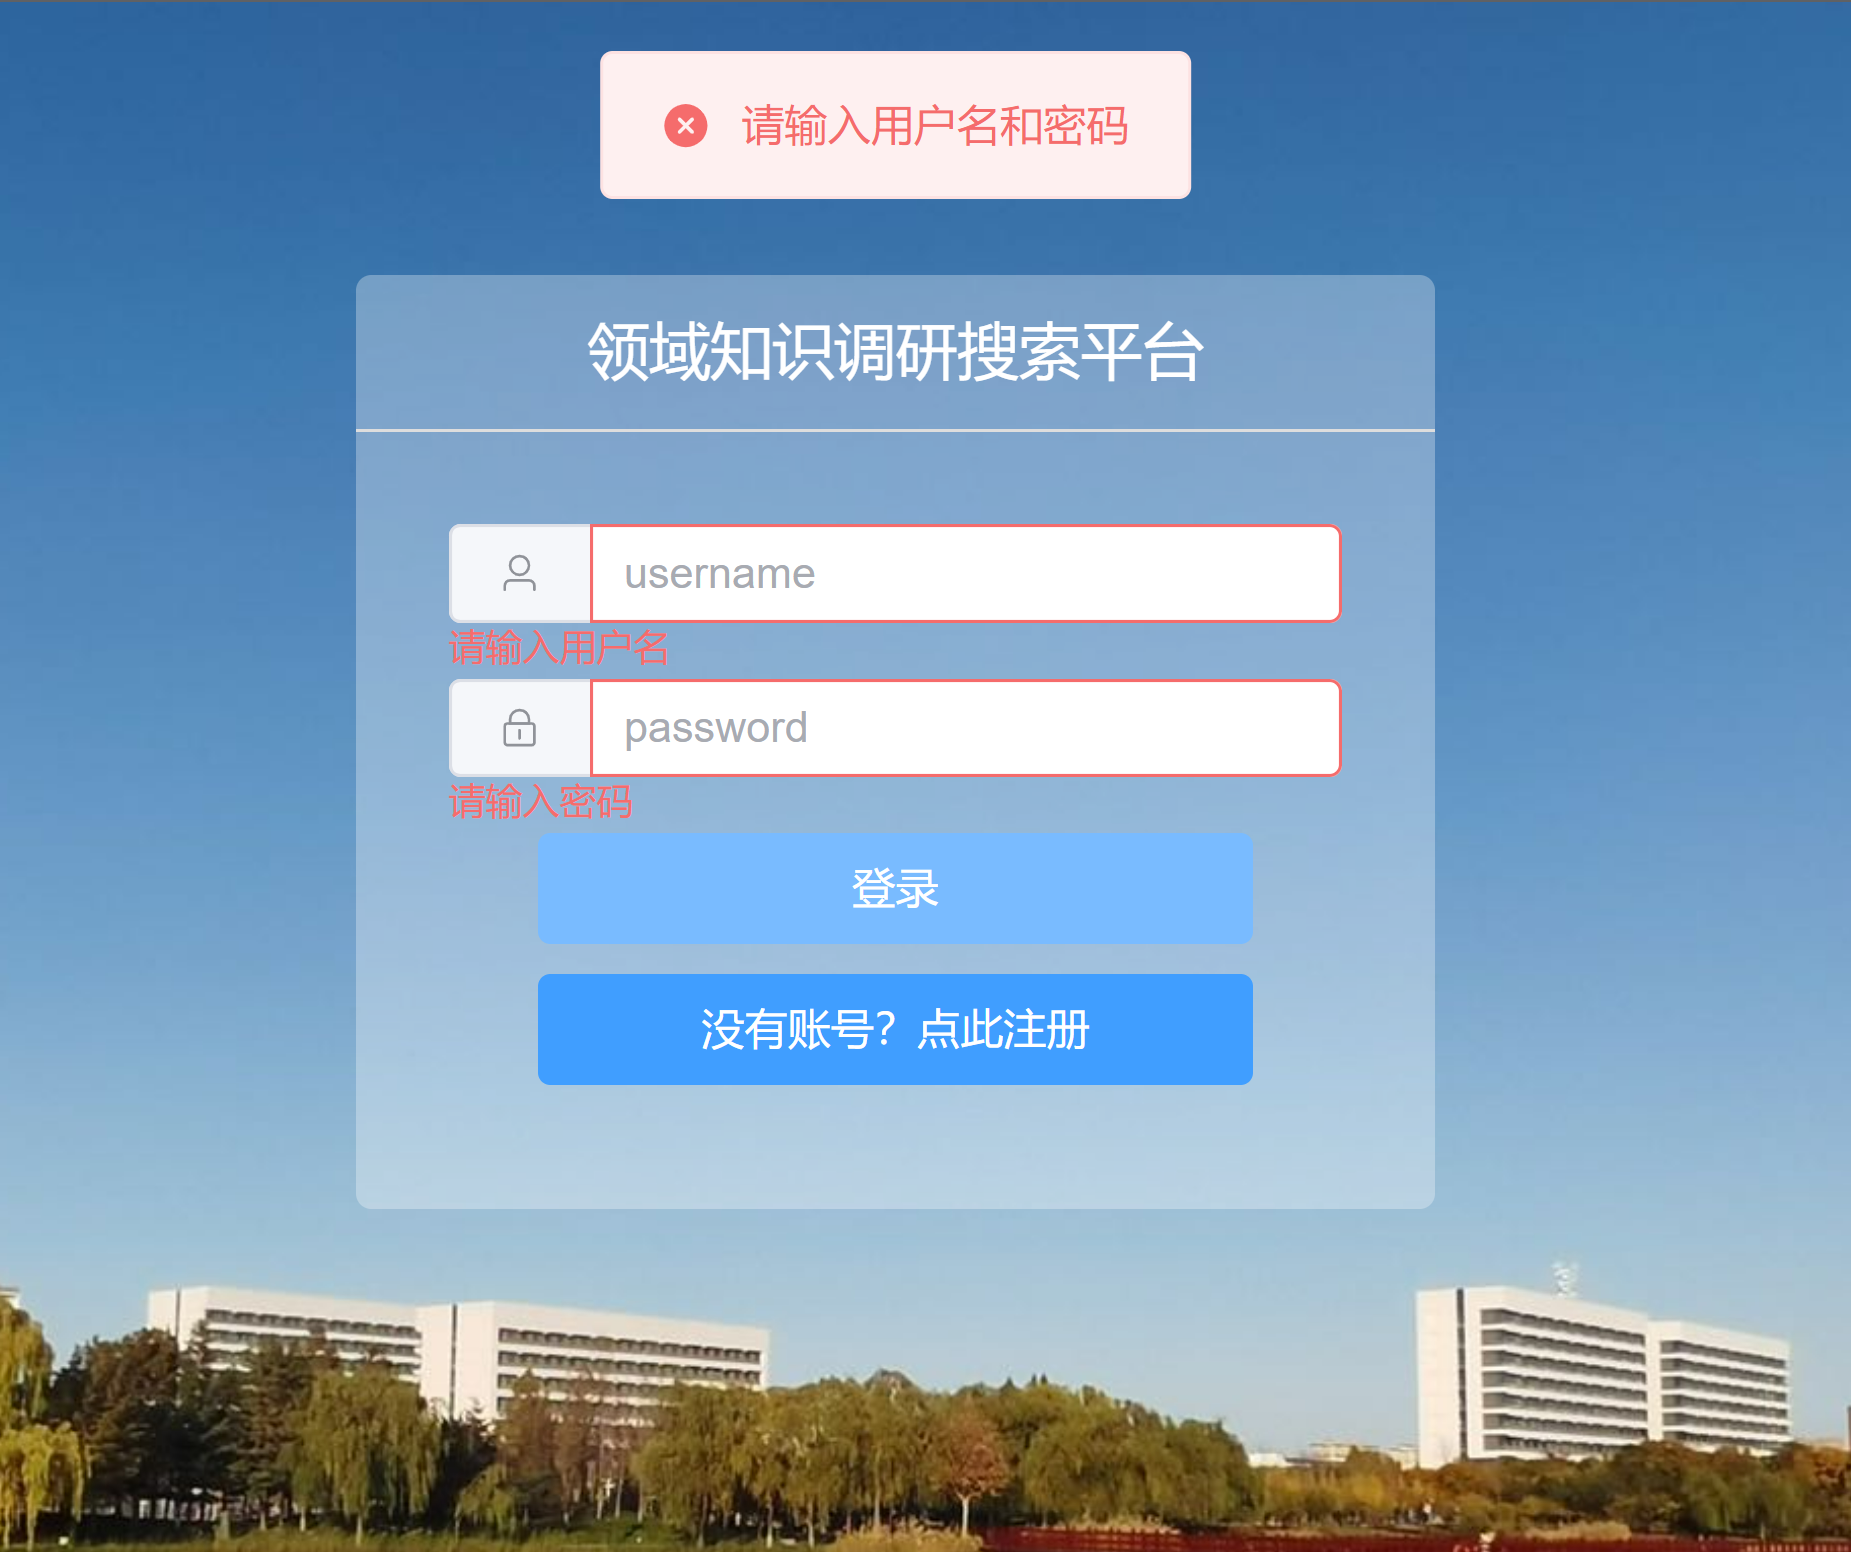 请输入用户名和密码
领域知识调研搜索平台
username
请输入用户名
password
请输入密码
登录
没有账号？点此注册